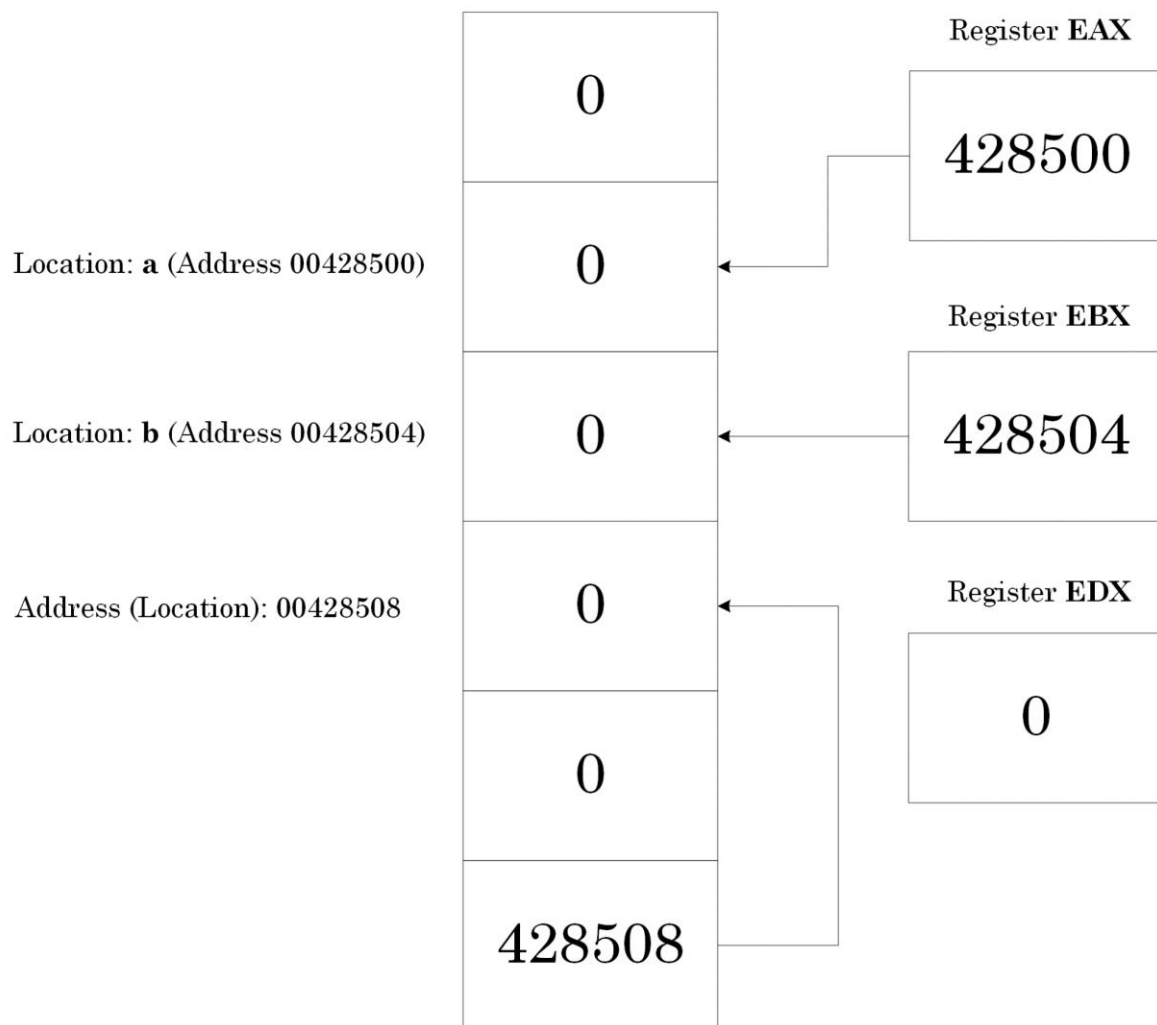 Register EAX
0
428500
Location: a (Address 00428500)
0
Register EBX
Location: b (Address 00428504)
0
428504
Address (Location): 00428508
0
Register EDX
0
0
428508